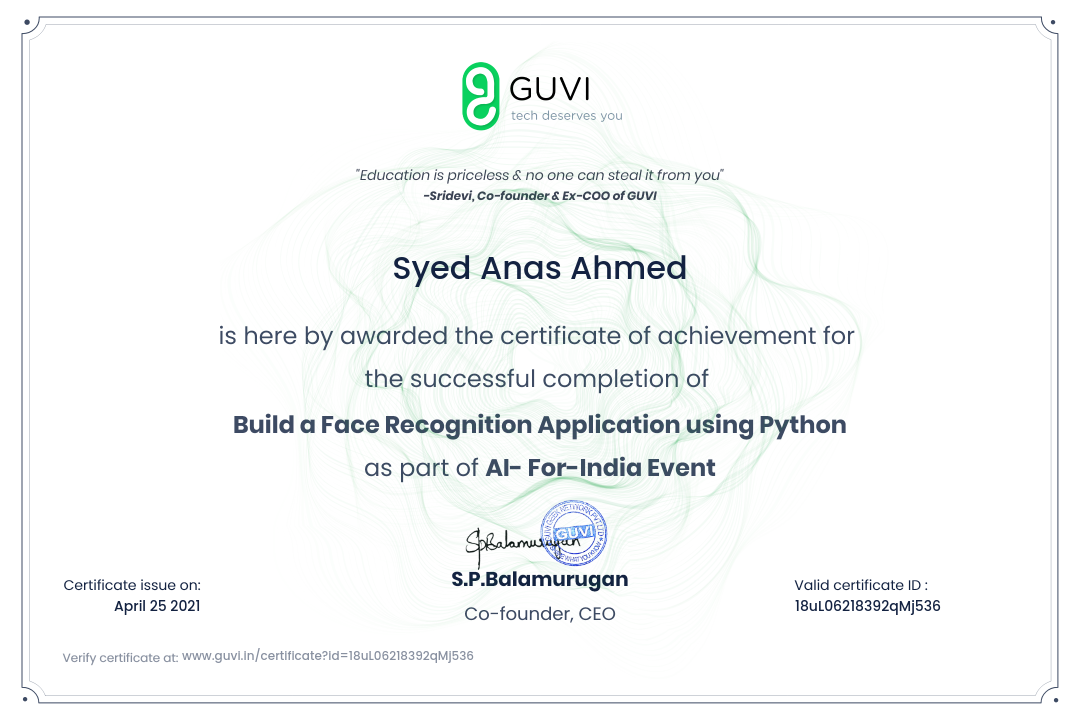 GUVI
tech deserves you
"Education is priceless & no one can steal it from you"
-Sridevi, Co-founder & Ex-COO of GUVI
Syed Anas Ahmed
is here by awarded the certificate of achievement for
the successful completion of
Build a Face Recognition Application using Python
as part of AI- For-India Event
SpBalamurugan
GUVI
S.P.Balamurugan
Co-founder, CEO
Certificate issue on:
April 25 2021
Valid certificate ID :
18uL06218392qMj536
Verify certificate at: www.guvi.in/certificate?id=18uL06218392qMj536